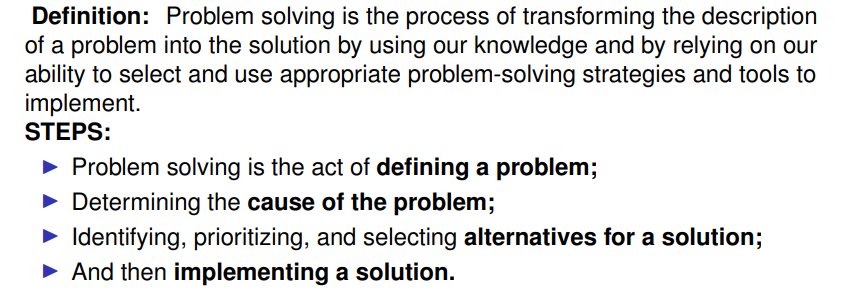 Definition: Problem solving is the process of transforming the description
of a problem into the solution by using our knowledge and by relying on our
ability to select and use appropriate problem-solving strategies and tools to
implement.
STEPS:
Problem solving is the act of defining a problem;
Determining the cause of the problem;
Identifying, prioritizing, and selecting alternatives for a solution;
And then implementing a solution.